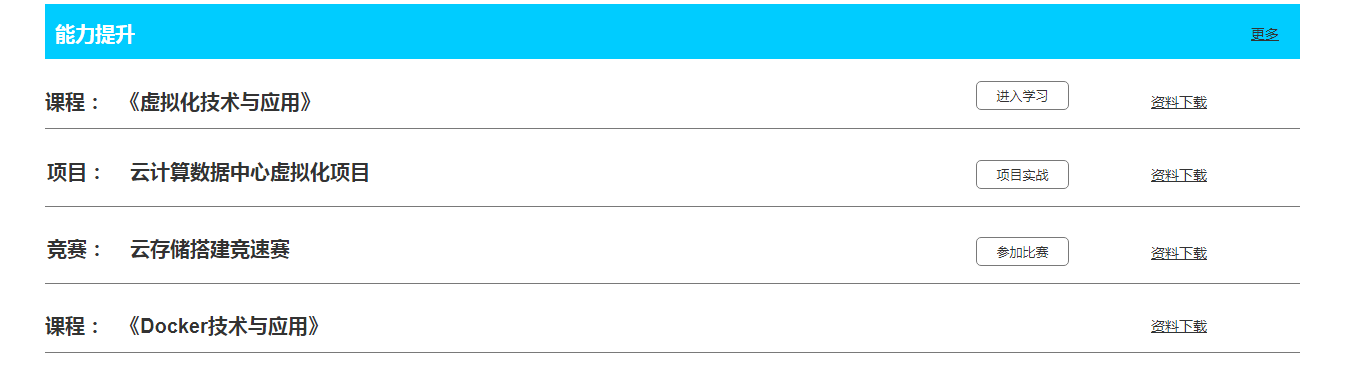 能力提升 更多
课程： 《虚拟化技术与应用》 进入学习 资料下载
项目： 云计算数据中心虚拟化项目 项目实战 资料下载
竞赛： 云存储搭建竞速赛 参加比赛 资料下载
课程： 《Docker技术与应用》 资料下载